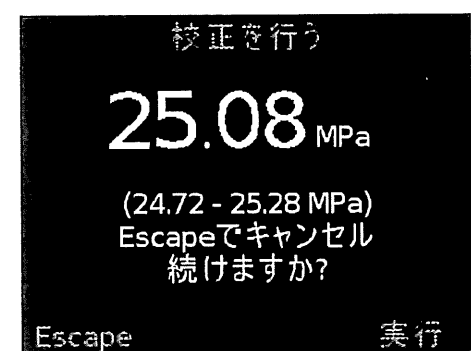 校正を行う
25.08 MPa
(24.72 - 25.28 MPa)
Escapeでキャンセル
続けますか?
Escape 実行